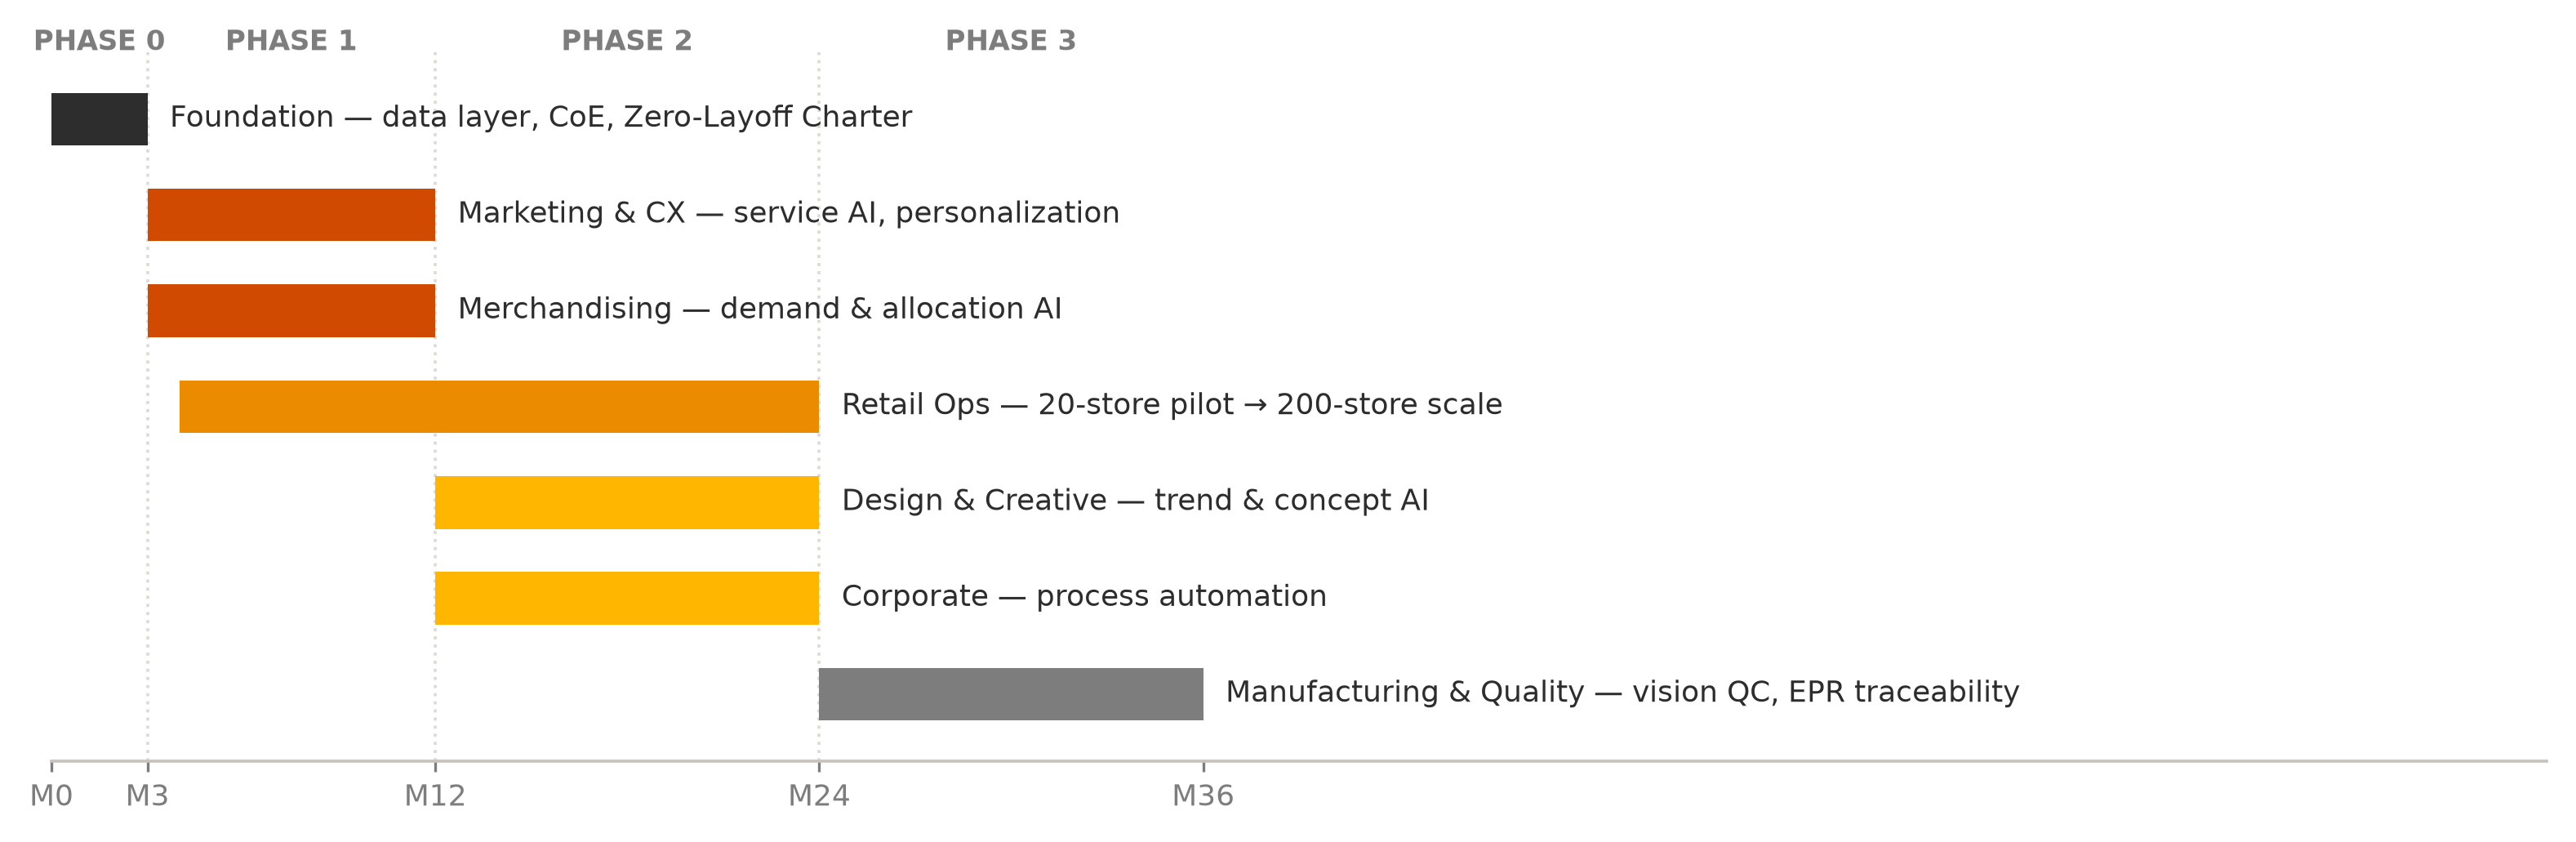 PHASE 0 PHASE 1 PHASE 2 PHASE 3
Foundation — data layer, CoE, Zero-Layoff Charter
Marketing & CX — service AI, personalization
Merchandising — demand & allocation AI
Retail Ops — 20-store pilot → 200-store scale
Design & Creative — trend & concept AI
Corporate — process automation
Manufacturing & Quality — vision QC, EPR traceability
M0 M3 M12 M24 M36